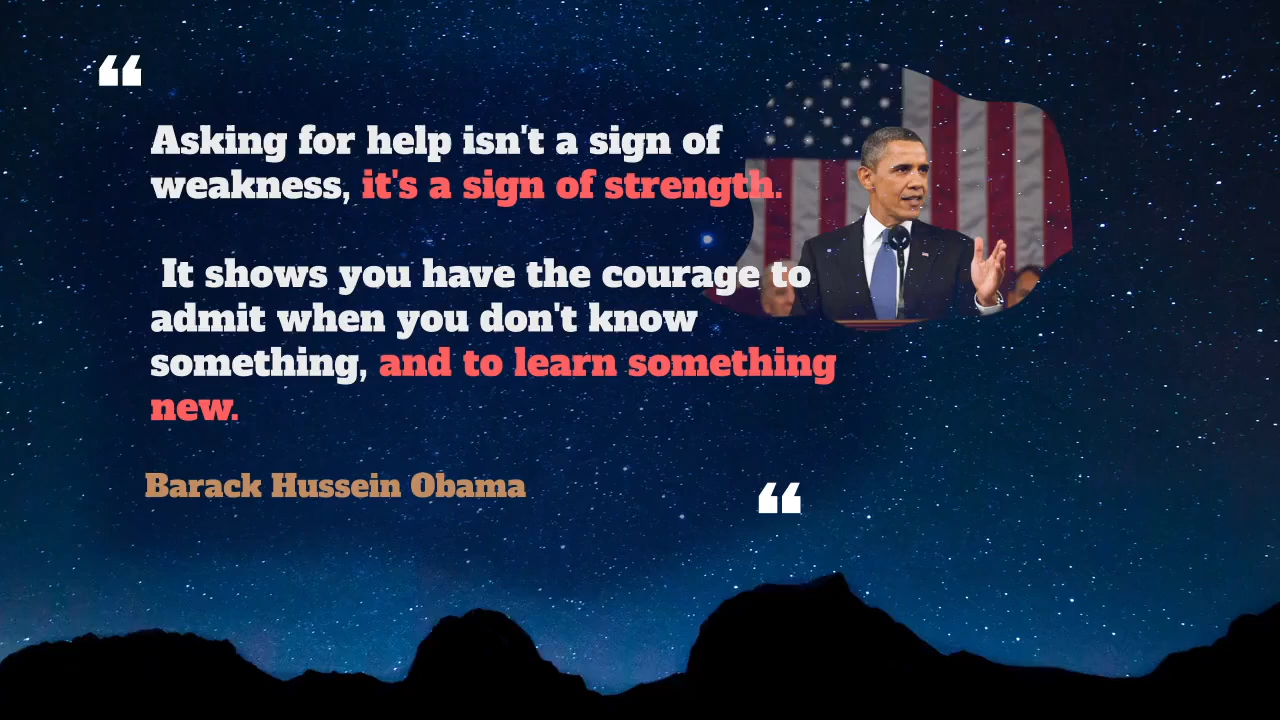 ❝
Asking for help isn't a sign of
weakness, it's a sign of strength.
It shows you have the courage to
admit when you don't know
something, and to learn something
new.
Barack Hussein Obama
❝